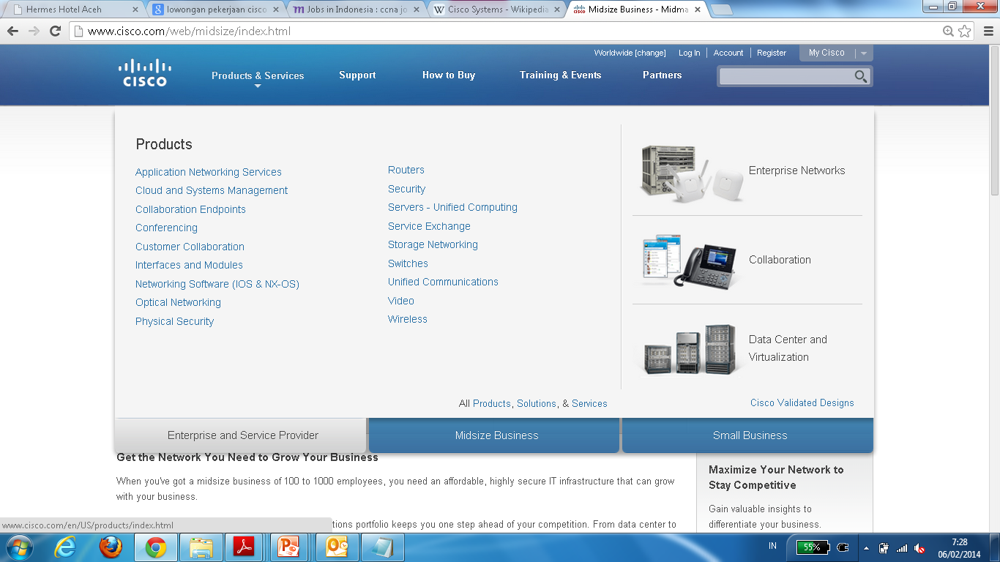 Hermes Hotel Aceh
lowongan pekerjaan cisco
Jobs in Indonesia : ccna jo
Cisco Systems - Wikipedia
Midsize Business - Midma
www.cisco.com/web/midsize/index.html
Worldwide [change]
Log In
Account
Register
My Cisco
CISCO
Products & Services
Support
How to Buy
Training & Events
Partners
Products
Application Networking Services
Cloud and Systems Management
Collaboration Endpoints
Conferencing
Customer Collaboration
Interfaces and Modules
Networking Software (IOS & NX-OS)
Optical Networking
Physical Security
Routers
Security
Servers - Unified Computing
Service Exchange
Storage Networking
Switches
Unified Communications
Video
Wireless
Enterprise Networks
Collaboration
Data Center and
Virtualization
All Products, Solutions, & Services
Cisco Validated Designs
Enterprise and Service Provider
Midsize Business
Small Business
Get the Network You Need to Grow Your Business
When you've got a midsize business of 100 to 1000 employees, you need an affordable, highly secure IT infrastructure that can grow
with your business.
tions portfolio keeps you one step ahead of your competition. From data center to
Maximize Your Network to
Stay Competitive
Gain valuable insights to
differentiate your business.
www.cisco.com/en/US/products/index.html
IN
55%
7:28
06/02/2014